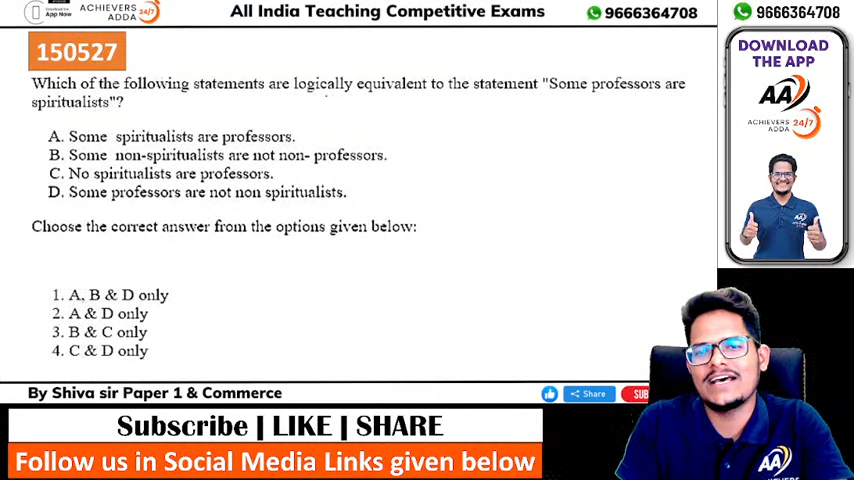 Download the
App Now
ACHIEVERS
ADDA 24/7
All India Teaching Competitive Exams
9666364708
9666364708
150527
Which of the following statements are logically equivalent to the statement "Some professors are
spiritualists"?
A. Some spiritualists are professors.
B. Some non-spiritualists are not non- professors.
C. No spiritualists are professors.
D. Some professors are not non spiritualists.
Choose the correct answer from the options given below:
1. A, B & D only
2. A & D only
3. B & C only
4. C & D only
DOWNLOAD
THE APP
AA
ACHIEVERS
ADDA 24/7
AA
By Shiva sir Paper 1 & Commerce
Share
SUB
Subscribe | LIKE | SHARE
Follow us in Social Media Links given below
AA